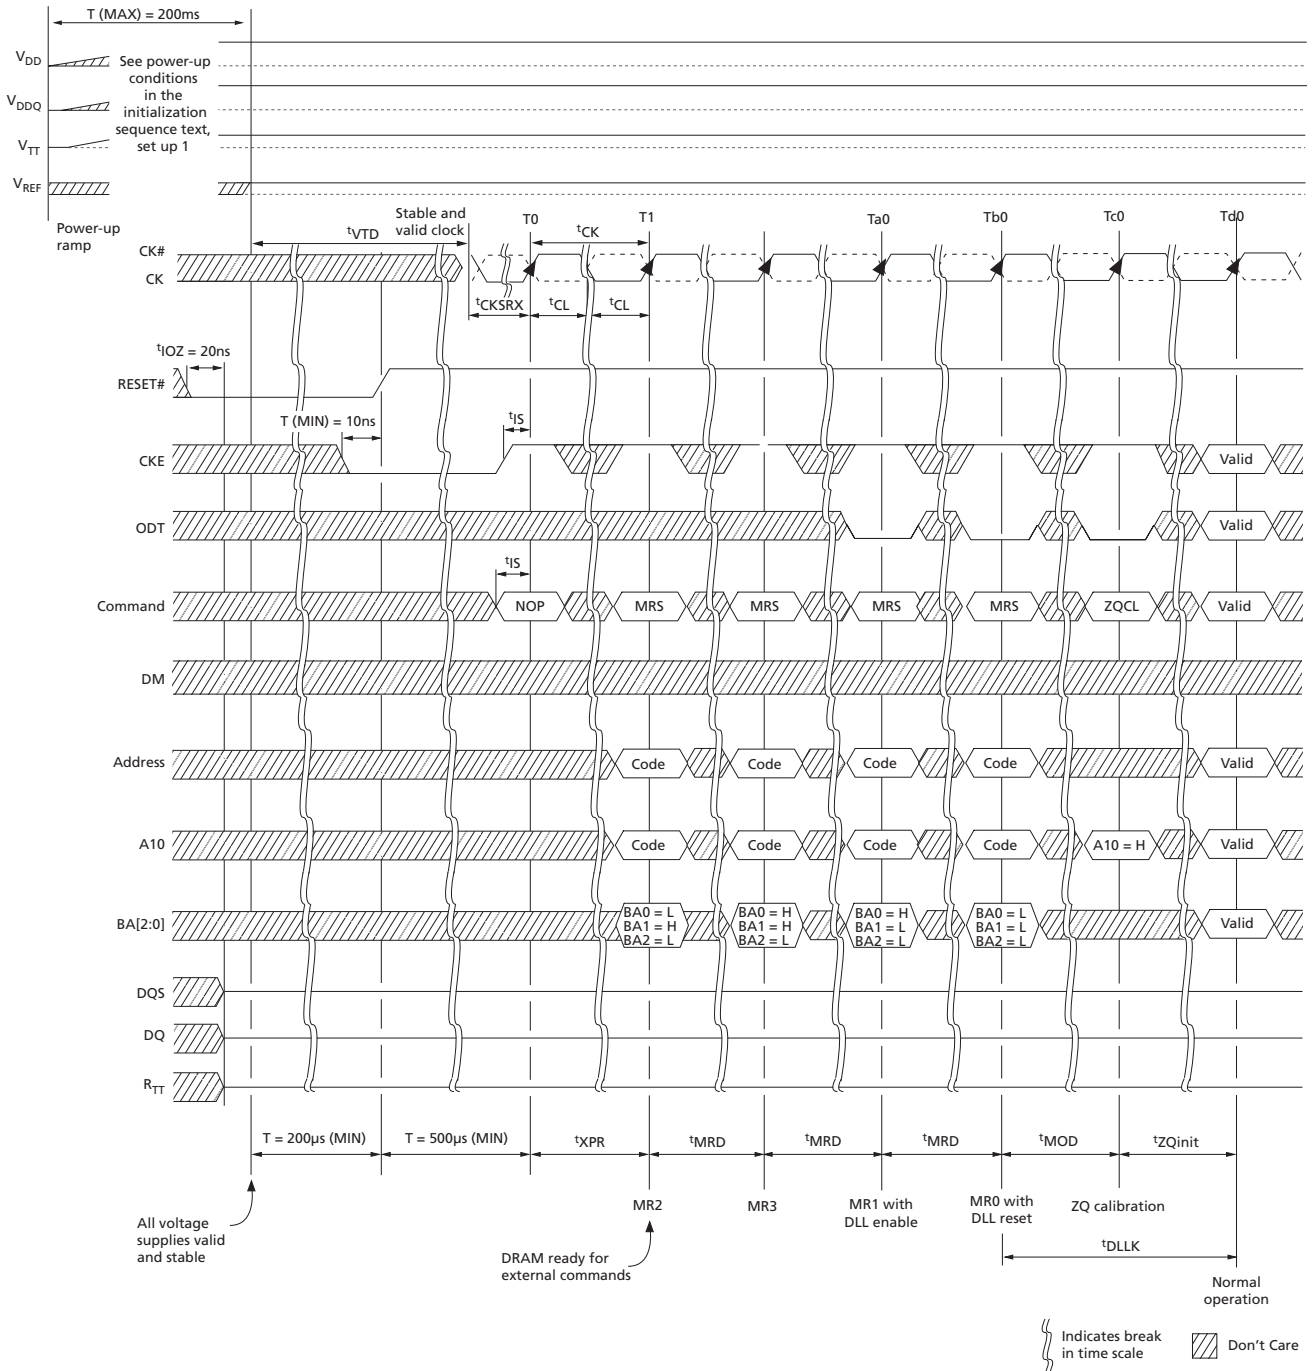 T (MAX) = 200ms
VDD
See power-up
conditions
in the
initialization
sequence text,
set up 1
VDDQ
VTT
VREF
Power-up
ramp
Stable and
valid clock
tVTD
T0
T1
Ta0
Tb0
Tc0
Td0
tCK
CK#
CK
tCKSRX
tCL
tCL
tIOZ = 20ns
RESET#
T (MIN) = 10ns
tIS
CKE
Valid
ODT
Valid
tIS
Command
NOP
MRS
MRS
MRS
MRS
ZQCL
Valid
DM
Address
Code
Code
Code
Code
Valid
A10
Code
Code
Code
Code
A10 = H
Valid
BA[2:0]
BA0 = L
BA1 = H
BA2 = L
BA0 = H
BA1 = H
BA2 = L
BA0 = H
BA1 = L
BA2 = L
BA0 = L
BA1 = L
BA2 = L
Valid
DQS
DQ
RTT
T = 200µs (MIN)
T = 500µs (MIN)
tXPR
tMRD
tMRD
tMRD
tMOD
tZQinit
MR2
MR3
MR1 with
DLL enable
MR0 with
DLL reset
ZQ calibration
All voltage
supplies valid
and stable
DRAM ready for
external commands
tDLLK
Normal
operation
Indicates break
in time scale
Don't Care